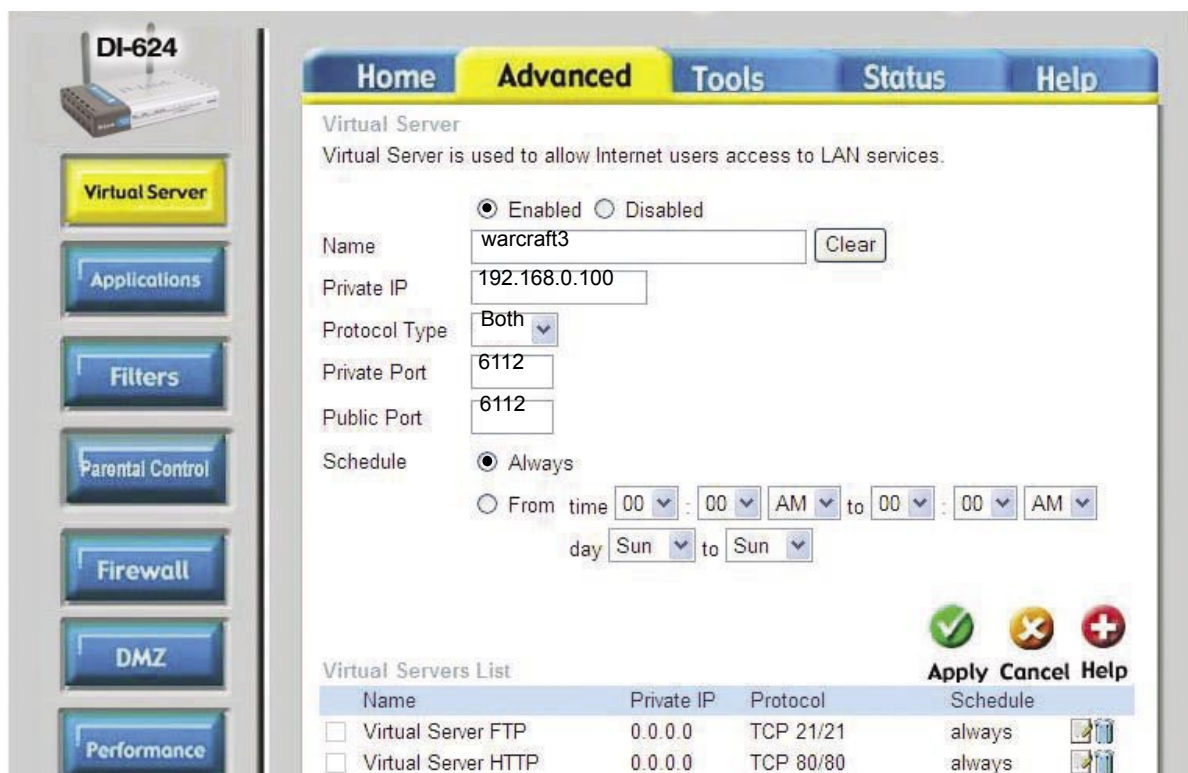 DI-624
Home Advanced Tools Status Help
Virtual Server
Virtual Server is used to allow Internet users access to LAN services.
Virtual Server
Enabled Disabled
Name warcraft3 Clear
Applications
Private IP 192.168.0.100
Protocol Type Both
Filters
Private Port 6112
Public Port 6112
Parental Control
Schedule Always
From time 00 : 00 AM to 00 : 00 AM
day Sun to Sun
Firewall
DMZ
Apply Cancel Help
Virtual Servers List
Name Private IP Protocol Schedule
Virtual Server FTP 0.0.0.0 TCP 21/21 always
Performance
Virtual Server HTTP 0.0.0.0 TCP 80/80 always